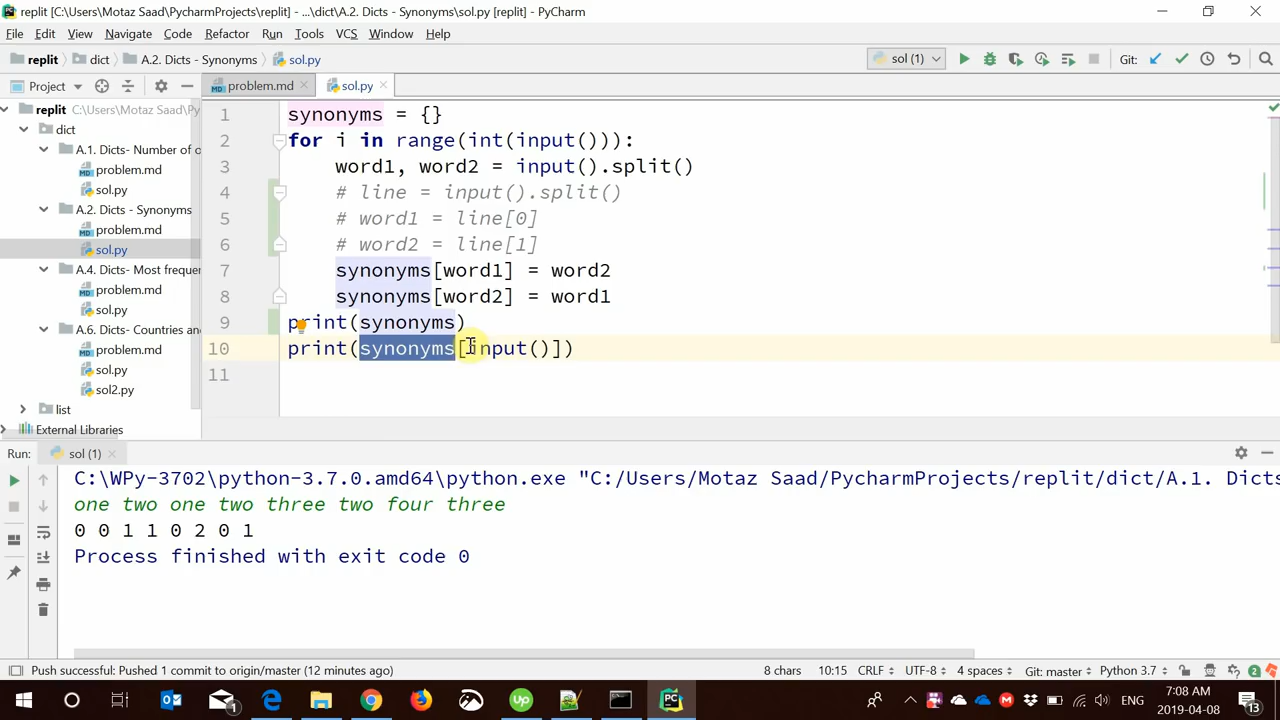 replit [C:\Users\Motaz Saad\PycharmProjects\replit] - ...\dict\A.2. Dicts - Synonyms\sol.py [replit] - PyCharm
File Edit View Navigate Code Refactor Run Tools VCS Window Help
replit dict A.2. Dicts - Synonyms sol.py sol (1) Git:
Project problem.md sol.py
replit C:\Users\Motaz Saad\Py
dict
A.1. Dicts- Number of o
problem.md
sol.py
A.2. Dicts - Synonyms
problem.md
sol.py
A.4. Dicts- Most freque
problem.md
sol.py
A.6. Dicts- Countries an
problem.md
sol.py
sol2.py
list
External Libraries
1 synonyms = {}
2 for i in range(int(input())):
3 word1, word2 = input().split()
4 # line = input().split()
5 # word1 = line[0]
6 # word2 = line[1]
7 synonyms[word1] = word2
8 synonyms[word2] = word1
9 print(synonyms)
10 print(synonyms[input()])
11
Run: sol (1)
C:\WPy-3702\python-3.7.0.amd64\python.exe "C:/Users/Motaz Saad/PycharmProjects/replit/dict/A.1. Dicts
one two one two three two four three
0 0 1 1 0 2 0 1
Process finished with exit code 0
Push successful: Pushed 1 commit to origin/master (12 minutes ago) 8 chars 10:15 CRLF UTF-8 4 spaces Git: master Python 3.7 2
1 up ENG 7:08 AM 2019-04-08 13